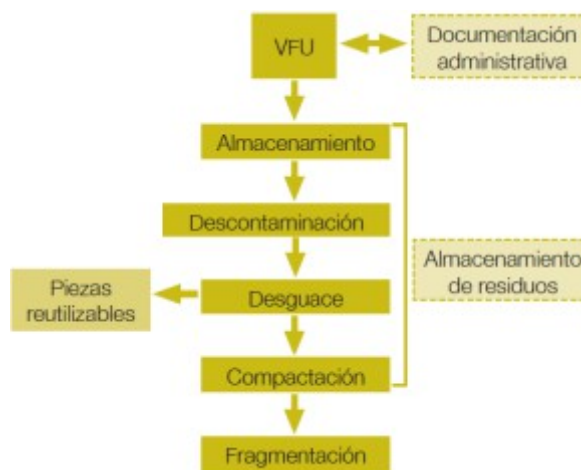 VFU
Documentación
administrativa
Almacenamiento
Descontaminación
Piezas
reutilizables
Desguace
Almacenamiento
de residuos
Compactación
Fragmentación